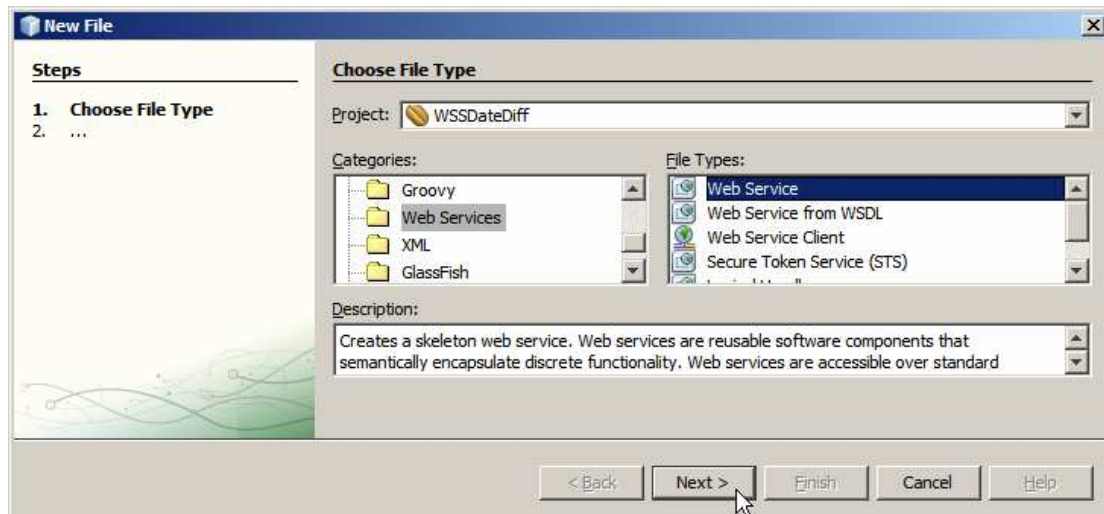 New File
Steps
1. Choose File Type
2. ...
Choose File Type
Project: WSSDateDiff
Categories:
Groovy
Web Services
XML
GlassFish
File Types:
Web Service
Web Service from WSDL
Web Service Client
Secure Token Service (STS)
Description:
Creates a skeleton web service. Web services are reusable software components that
semantically encapsulate discrete functionality. Web services are accessible over standard
< Back Next > Finish Cancel Help